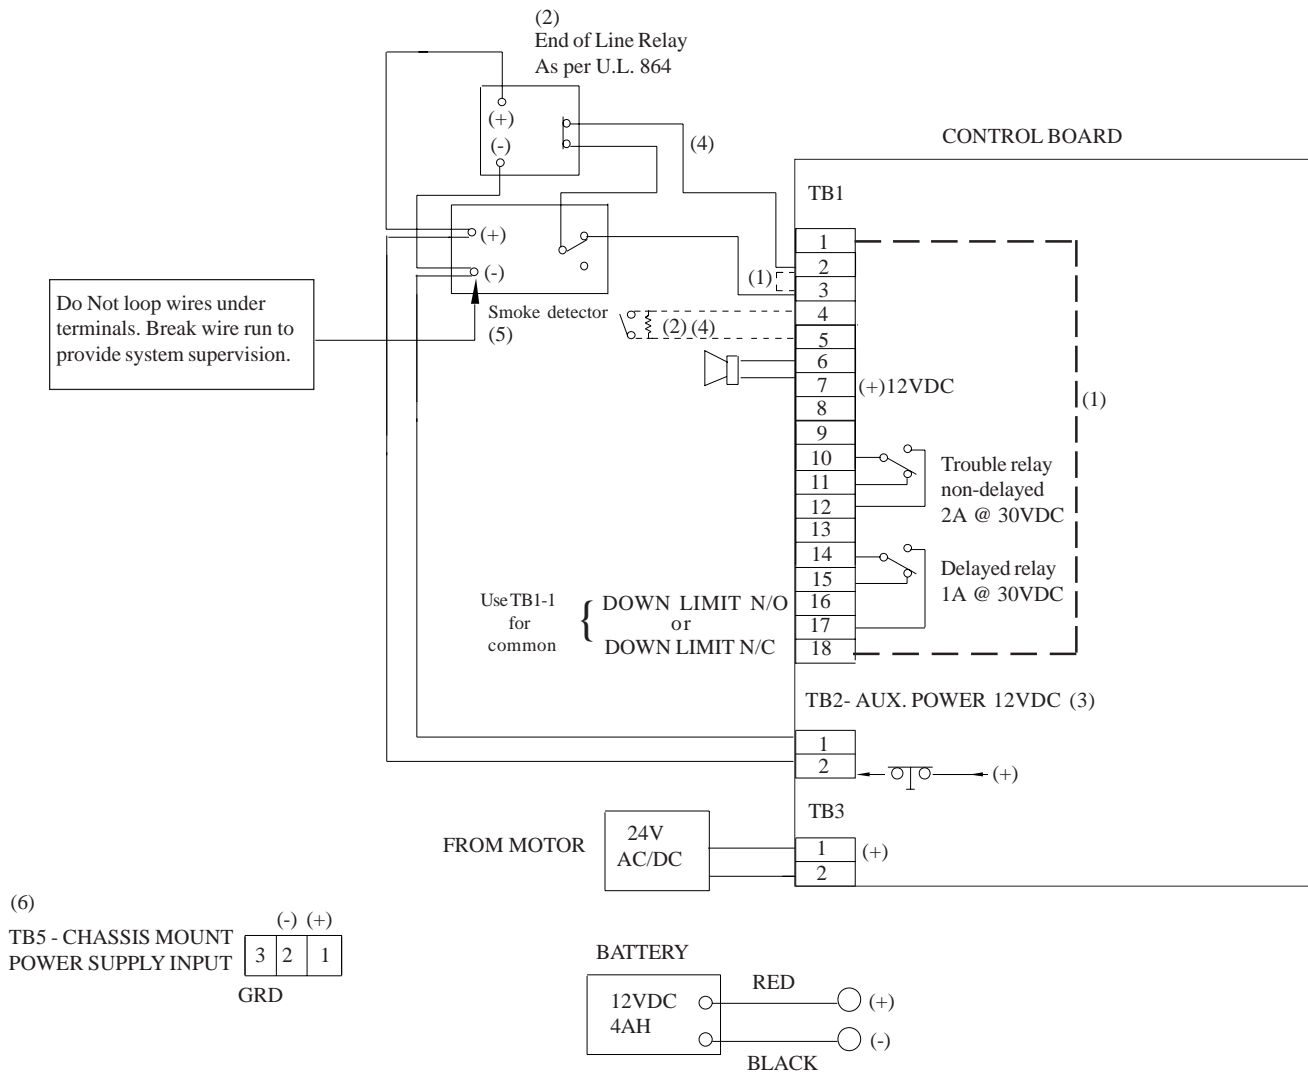 (2)
End of Line Relay
As per U.L. 864
(+)
(-)
(4)
CONTROL BOARD
TB1
(+)
(-)
Smoke detector
(5)
Do Not loop wires under
terminals. Break wire run to
provide system supervision.
(1)
(2) (4)
1
2
3
4
5
6
7
8
9
10
11
12
13
14
15
16
17
18
(+)12VDC
(1)
Trouble relay
non-delayed
2A @ 30VDC
Delayed relay
1A @ 30VDC
Use TB1-1
for
common
{
DOWN LIMIT N/O
or
DOWN LIMIT N/C
TB2- AUX. POWER 12VDC (3)
1
2
(+)
TB3
FROM MOTOR
24V
AC/DC
1
2
(+)
(6)
TB5 - CHASSIS MOUNT
POWER SUPPLY INPUT
(-) (+)
3 2 1
GRD
BATTERY
12VDC
4AH
RED
(+)
(-)
BLACK